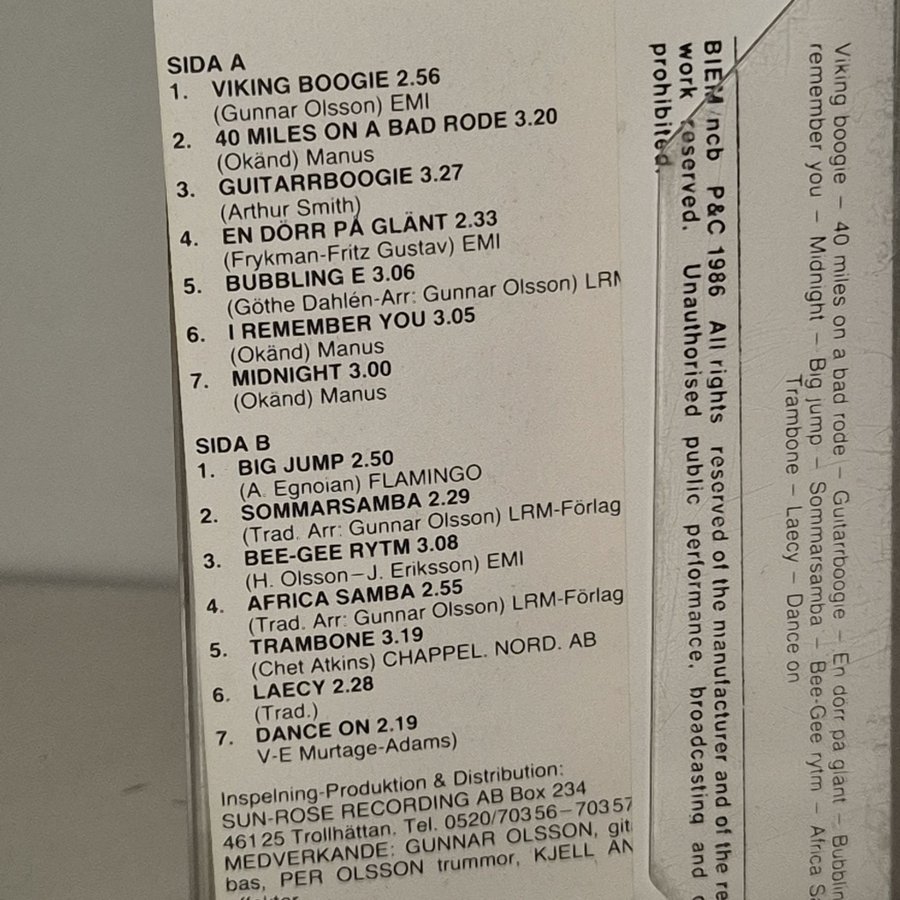 SIDA A
1. VIKING BOOGIE 2.56
(Gunnar Olsson) EMI
2. 40 MILES ON A BAD RODE 3.20
(Okänd) Manus
3. GUITARRBOOGIE 3.27
(Arthur Smith)
4. EN DÖRR PÅ GLÄNT 2.33
(Frykman-Fritz Gustav) EMI
5. BUBBLING E 3.06
(Göthe Dahlén-Arr: Gunnar Olsson) LRM
6. I REMEMBER YOU 3.05
(Okänd) Manus
7. MIDNIGHT 3.00
(Okänd) Manus
SIDA B
1. BIG JUMP 2.50
(A. Egnoian) FLAMINGO
2. SOMMARSAMBA 2.29
(Trad. Arr: Gunnar Olsson) LRM-Förlag
3. BEE-GEE RYTM 3.08
(H. Olsson–J. Eriksson) EMI
4. AFRICA SAMBA 2.55
(Trad. Arr: Gunnar Olsson) LRM-Förlag
5. TRAMBONE 3.19
(Chet Atkins) CHAPPEL. NORD. AB
6. LAECY 2.28
(Trad.)
7. DANCE ON 2.19
V-E Murtage-Adams)
Inspelning-Produktion & Distribution:
SUN-ROSE RECORDING AB Box 234
461 25 Trollhättan. Tel. 0520/70356–70357
MEDVERKANDE: GUNNAR OLSSON, git
bas, PER OLSSON trummor, KJELL AN
BIEM/ncb P&C 1986 All rights reserved of the manufacturer and of the re
work reserved. Unauthorised public performance, broadcasting and
prohibited.
Viking boogie – 40 miles on a bad rode – Guitarrboogie – En dörr på glänt – Bubblin
remember you – Midnight – Big jump – Sommarsamba – Bee-Gee rytm – Africa Sa
Trambone – Laecy – Dance on